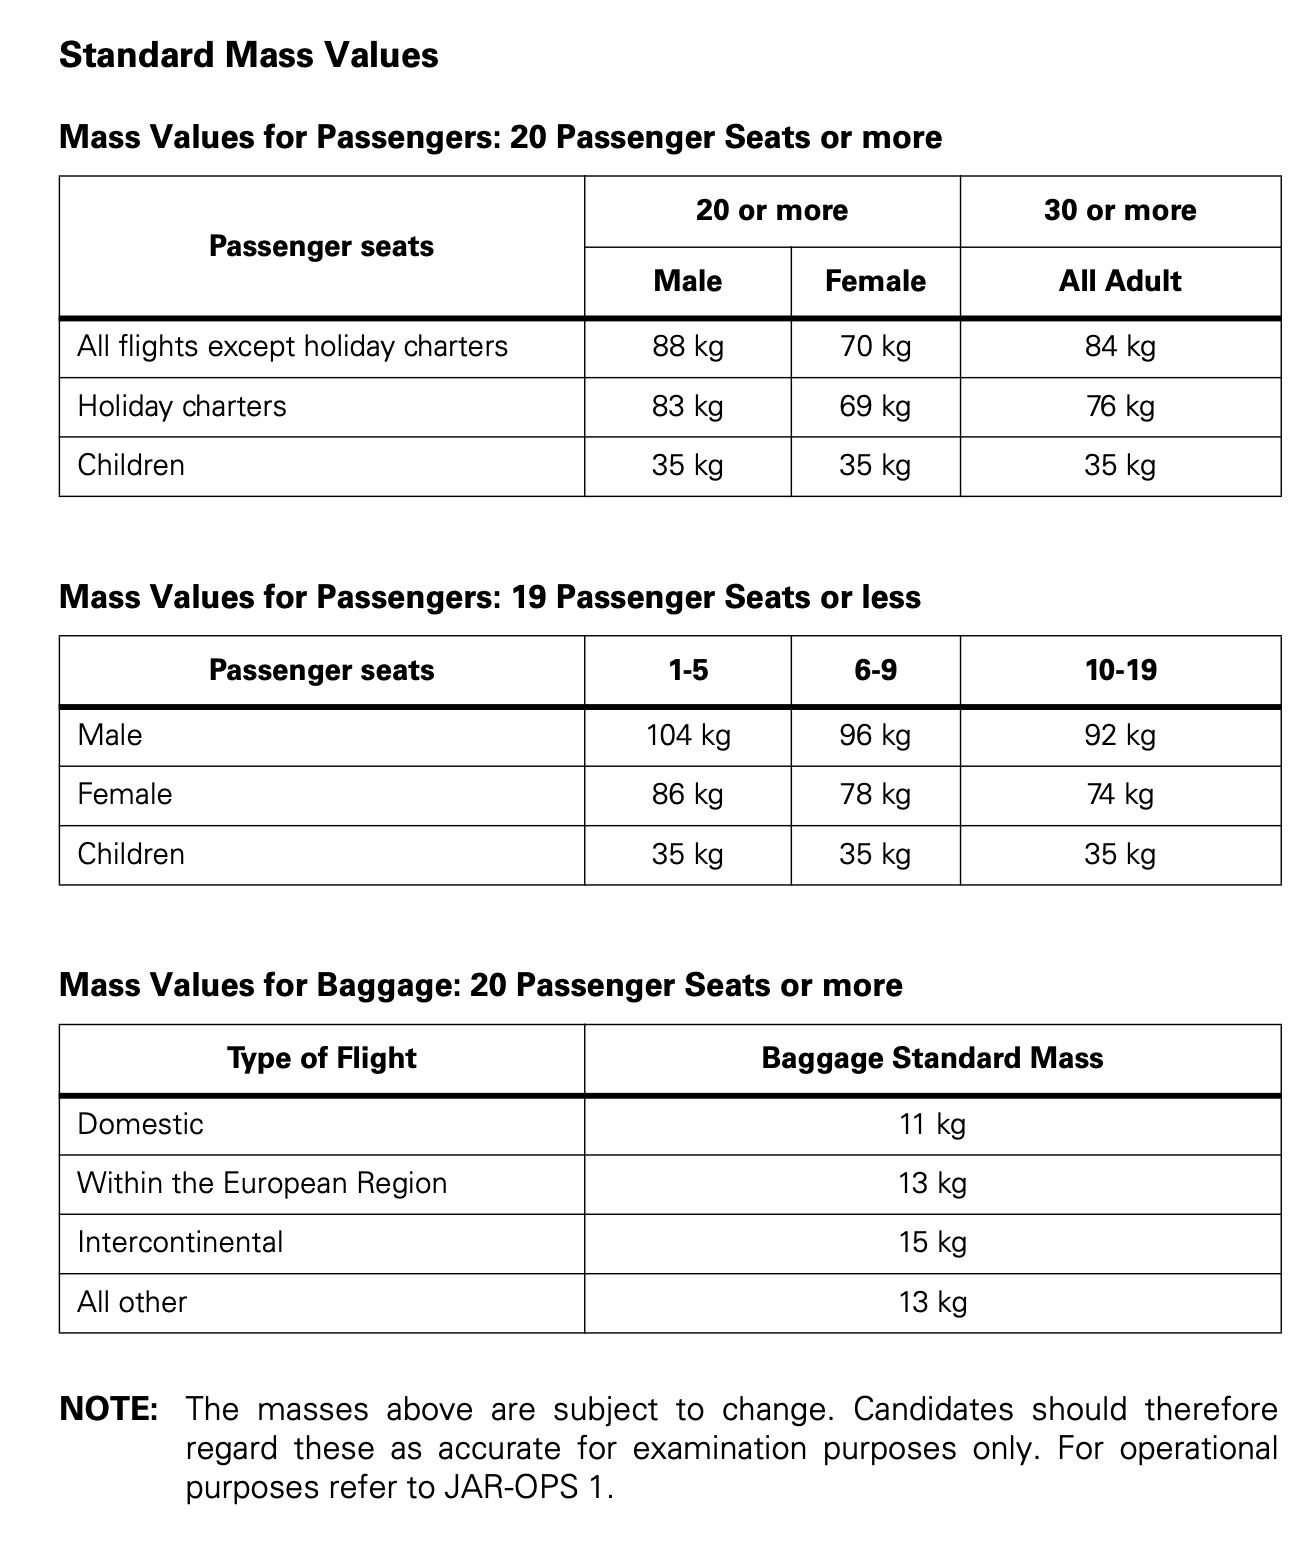 Standard Mass Values
Mass Values for Passengers: 20 Passenger Seats or more
Passenger seats
20 or more
30 or more
Male
Female
All Adult
All flights except holiday charters
88 kg
70 kg
84 kg
Holiday charters
83 kg
69 kg
76 kg
Children
35 kg
35 kg
35 kg
Mass Values for Passengers: 19 Passenger Seats or less
Passenger seats
1-5
6-9
10-19
Male
104 kg
96 kg
92 kg
Female
86 kg
78 kg
74 kg
Children
35 kg
35 kg
35 kg
Mass Values for Baggage: 20 Passenger Seats or more
Type of Flight
Baggage Standard Mass
Domestic
11 kg
Within the European Region
13 kg
Intercontinental
15 kg
All other
13 kg
NOTE: The masses above are subject to change. Candidates should therefore
regard these as accurate for examination purposes only. For operational
purposes refer to JAR-OPS 1.